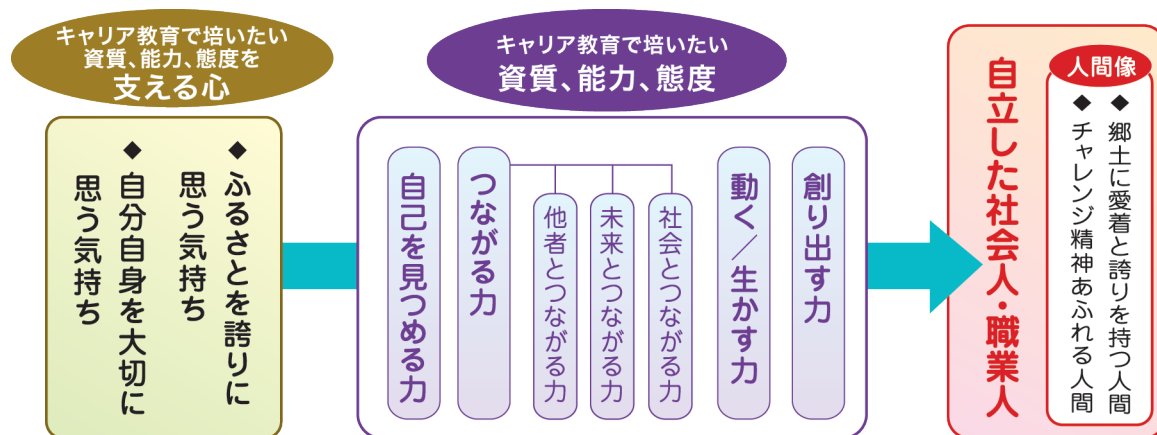 キャリア教育で培いたい
資質、能力、態度を
支える心
◆ふるさとを誇りに
思う気持ち
◆自分自身を大切に
思う気持ち
キャリア教育で培いたい
資質、能力、態度
自己を見つめる力
つながる力
他者とつながる力
未来とつながる力
社会とつながる力
動く／生かす力
創り出す力
自立した社会人・職業人
人間像
◆郷土に愛着と誇りを持つ人間
◆チャレンジ精神あふれる人間